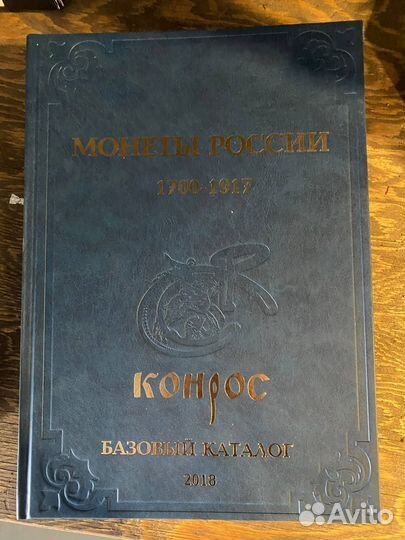 МОНЕТЫ РОССИИ
1700-1917
КОНРОС
БАЗОВЫЙ КАТАЛОГ
2018
Avito